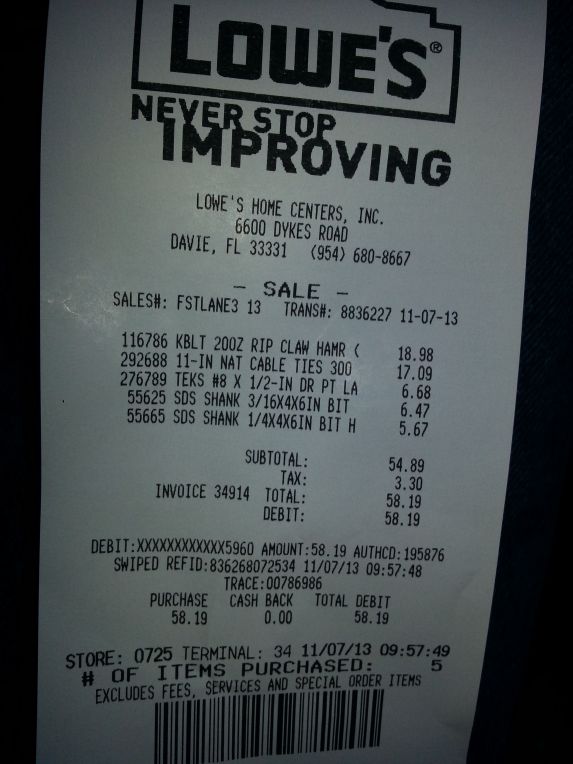 LOWE'S®
NEVER STOP
IMPROVING
LOWE'S HOME CENTERS, INC.
6600 DYKES ROAD
DAVIE, FL 33331 (954) 680-8667
- SALE -
SALES#: FSTLANE3 13 TRANS#: 8836227 11-07-13
116786 KBLT 20OZ RIP CLAW HAMR ( 18.98
292688 11-IN NAT CABLE TIES 300 17.09
276789 TEKS #8 X 1/2-IN DR PT LA 6.68
55625 SDS SHANK 3/16X4X6IN BIT 6.47
55665 SDS SHANK 1/4X4X6IN BIT H 5.67
SUBTOTAL: 54.89
TAX: 3.30
INVOICE 34914 TOTAL: 58.19
DEBIT: 58.19
DEBIT:XXXXXXXXXXXX5960 AMOUNT:58.19 AUTHCD:195876
SWIPED REFID:836268072534 11/07/13 09:57:48
TRACE:00786986
PURCHASE CASH BACK TOTAL DEBIT
58.19 0.00 58.19
STORE: 0725 TERMINAL: 34 11/07/13 09:57:49
# OF ITEMS PURCHASED: 5
EXCLUDES FEES, SERVICES AND SPECIAL ORDER ITEMS